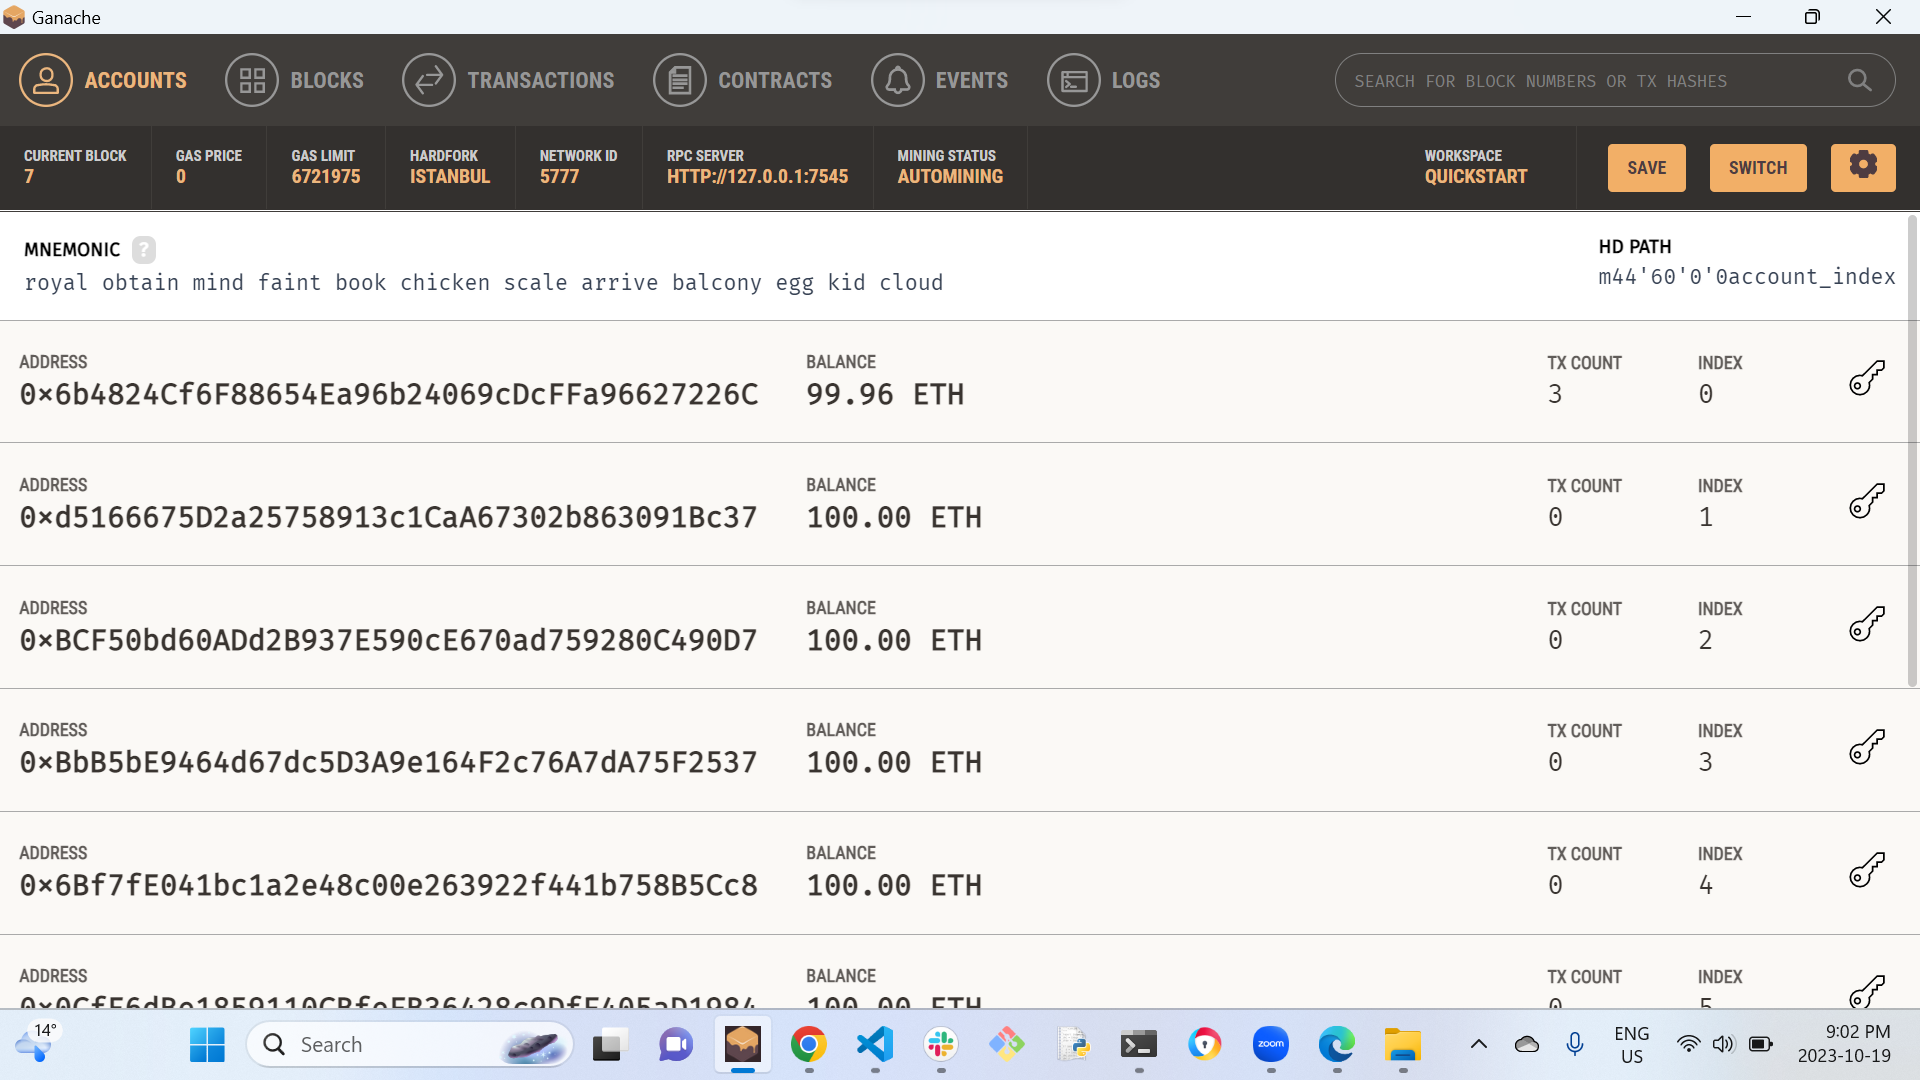 Ganache
ACCOUNTS BLOCKS TRANSACTIONS CONTRACTS EVENTS LOGS SEARCH FOR BLOCK NUMBERS OR TX HASHES
CURRENT BLOCK GAS PRICE GAS LIMIT HARDFORK NETWORK ID RPC SERVER MINING STATUS WORKSPACE
7 0 6721975 ISTANBUL 5777 HTTP://127.0.0.1:7545 AUTOMINING QUICKSTART SAVE SWITCH
MNEMONIC ? HD PATH
royal obtain mind faint book chicken scale arrive balcony egg kid cloud m44'60'0'0account_index
ADDRESS BALANCE TX COUNT INDEX
0×6b4824Cf6F88654Ea96b24069cDcFFa96627226C 99.96 ETH 3 0
ADDRESS BALANCE TX COUNT INDEX
0×d5166675D2a25758913c1CaA67302b863091Bc37 100.00 ETH 0 1
ADDRESS BALANCE TX COUNT INDEX
0×BCF50bd60ADd2B937E590cE670ad759280C490D7 100.00 ETH 0 2
ADDRESS BALANCE TX COUNT INDEX
0×BbB5bE9464d67dc5D3A9e164F2c76A7dA75F2537 100.00 ETH 0 3
ADDRESS BALANCE TX COUNT INDEX
0×6Bf7fE041bc1a2e48c00e263922f441b758B5Cc8 100.00 ETH 0 4
ADDRESS BALANCE TX COUNT INDEX
100.00 ETH 0 5
14° Search zoom ENG 9:02 PM
US 2023-10-19